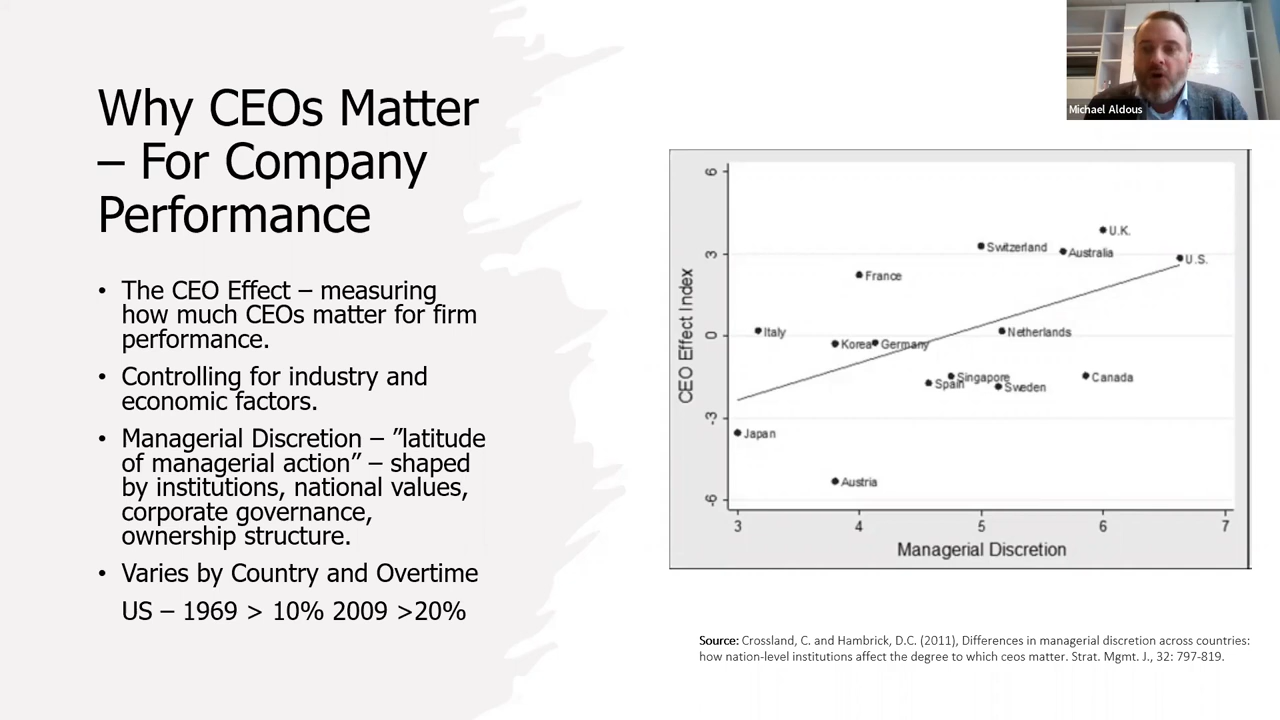 Why CEOs Matter
– For Company
Performance
• The CEO Effect – measuring
how much CEOs matter for firm
performance.
• Controlling for industry and
economic factors.
• Managerial Discretion – ”latitude
of managerial action” – shaped
by institutions, national values,
corporate governance,
ownership structure.
• Varies by Country and Overtime
US – 1969 > 10% 2009 >20%
Michael Aldous
CEO Effect Index
6
3
0
-3
-6
U.K.
Switzerland
Australia
U.S.
France
Italy
Netherlands
Korea
Germany
Singapore
Spain
Sweden
Canada
Japan
Austria
3 4 5 6 7
Managerial Discretion
Source: Crossland, C. and Hambrick, D.C. (2011), Differences in managerial discretion across countries:
how nation-level institutions affect the degree to which ceos matter. Strat. Mgmt. J., 32: 797-819.